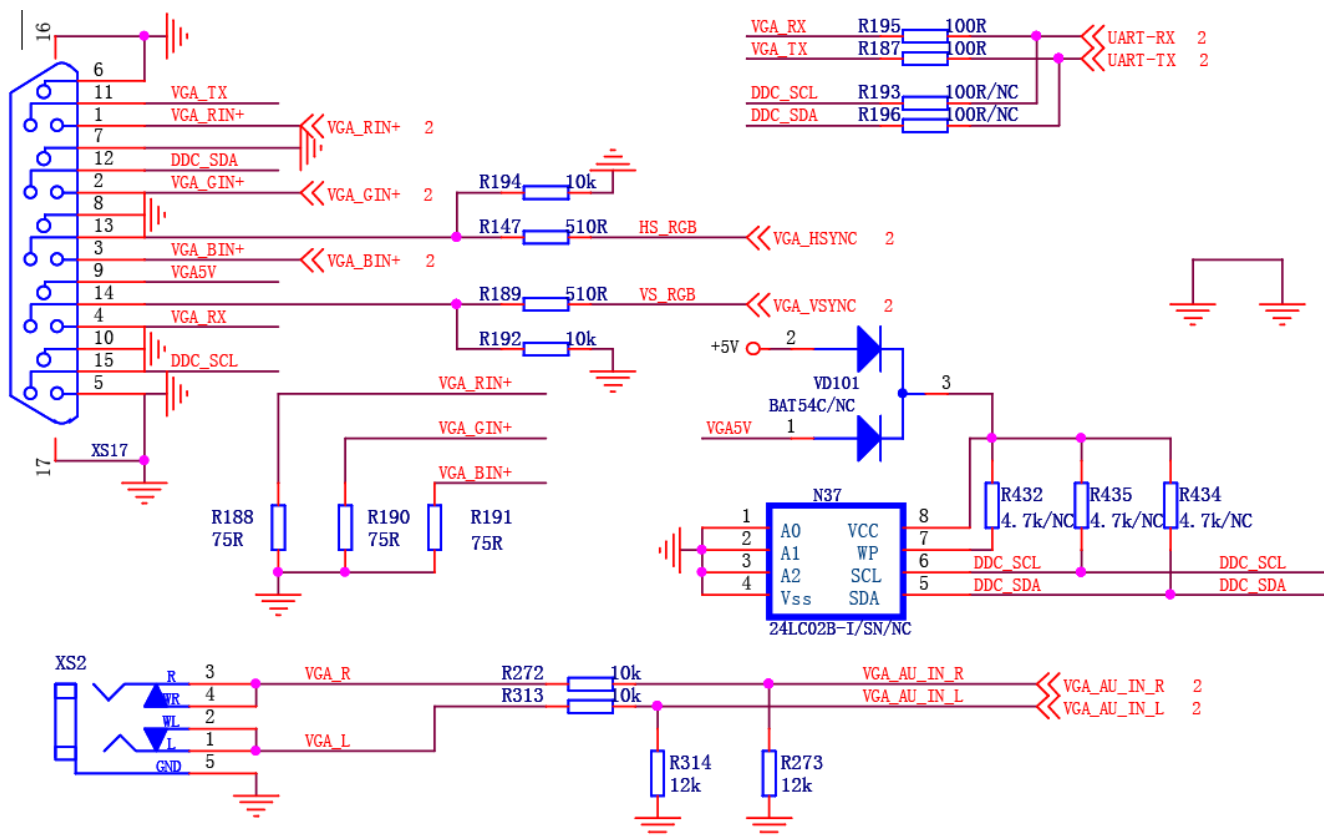 16
6
11 VGA_TX
1 VGA_RIN+ VGA_RIN+ 2
7
12 DDC_SDA
2 VGA_GIN+ VGA_GIN+ 2
8
13
3 VGA_BIN+ VGA_BIN+ 2
9 VGA5V
14
4 VGA_RX
10
15 DDC_SCL
5
17 XS17
VGA_RX R195 100R UART-RX 2
VGA_TX R187 100R UART-TX 2
DDC_SCL R193 100R/NC
DDC_SDA R196 100R/NC
R194 10k
R147 510R HS_RGB VGA_HSYNC 2
R189 510R VS_RGB VGA_VSYNC 2
R192 10k
VGA_RIN+
VGA_GIN+
VGA_BIN+
R188 R190 R191
75R 75R 75R
+5V 2
VD101 3
BAT54C/NC
VGA5V 1
N37
R432 R435 R434
4.7k/NC 4.7k/NC 4.7k/NC
1 A0 VCC 8
2 A1 WP 7
3 A2 SCL 6 DDC_SCL DDC_SCL
4 Vss SDA 5 DDC_SDA DDC_SDA
24LC02B-I/SN/NC
XS2
R 3 VGA_R R272 10k VGA_AU_IN_R VGA_AU_IN_R 2
WR 4 R313 10k VGA_AU_IN_L VGA_AU_IN_L 2
WL 2
L 1 VGA_L
GND 5
R314 R273
12k 12k